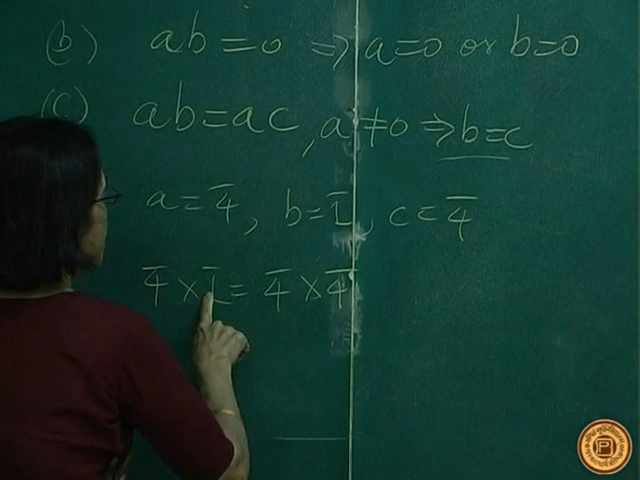 (b) ab = 0 ⇒ a = 0 or b = 0
(c) ab = ac, a ≠ 0 ⇒ b = c
a = 4̅, b = 1̅, c = 4̅
4̅ × 1̅ = 4̅ × 4̅